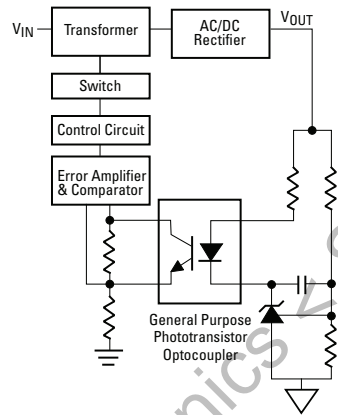 VIN
Transformer
AC/DC
Rectifier
VOUT
Switch
Control Circuit
Error Amplifier
& Comparator
General Purpose
Phototransistor
Optocoupler